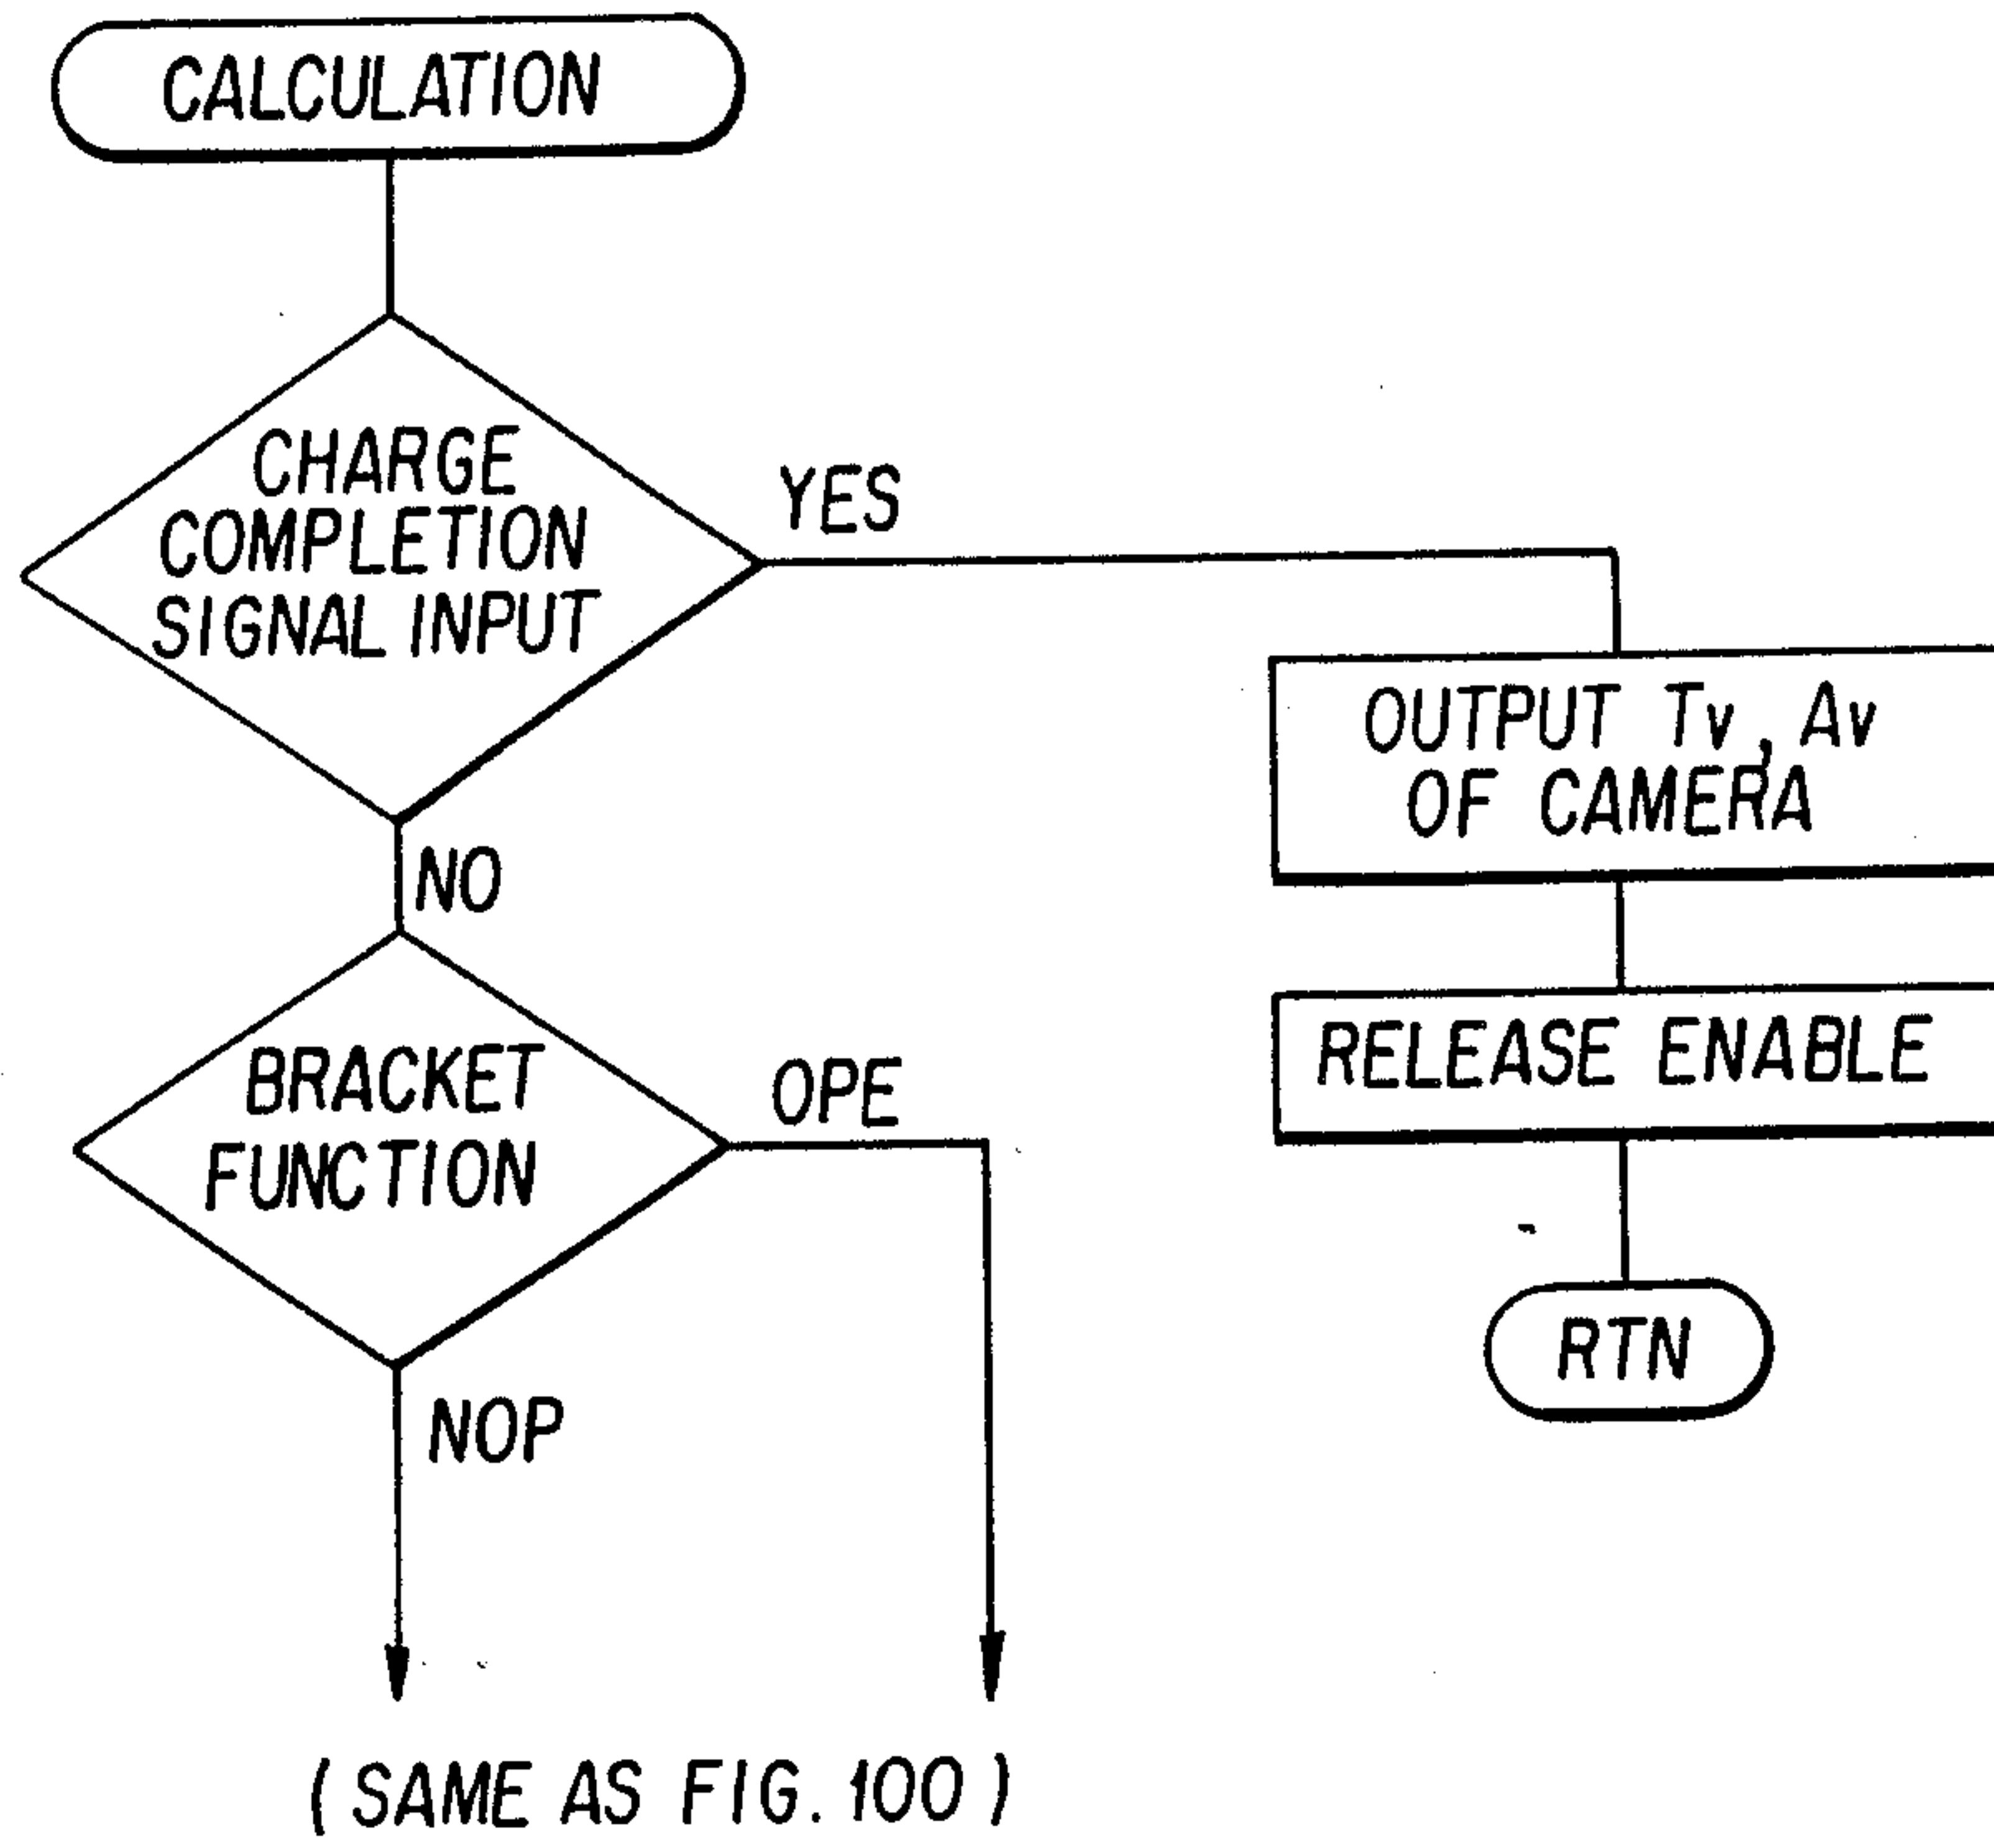 CALCULATION
CHARGE
COMPLETION
SIGNAL INPUT
YES
OUTPUT Tv, Av
OF CAMERA
NO
RELEASE ENABLE
BRACKET
FUNCTION
OPE
RTN
NOP
(SAME AS FIG. 100)